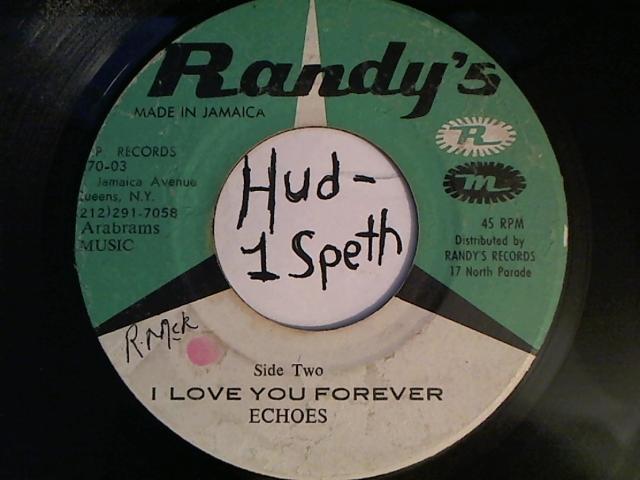 Randy's
MADE IN JAMAICA
.P. RECORDS
70-03
Jamaica Avenue
ueens, N.Y.
212)291-7058
Arabrams
MUSIC
R
M
45 RPM
Distributed by
RANDY'S RECORDS
17 North Parade
Hud-
1 Speth
R. McK
Side Two
I LOVE YOU FOREVER
ECHOES